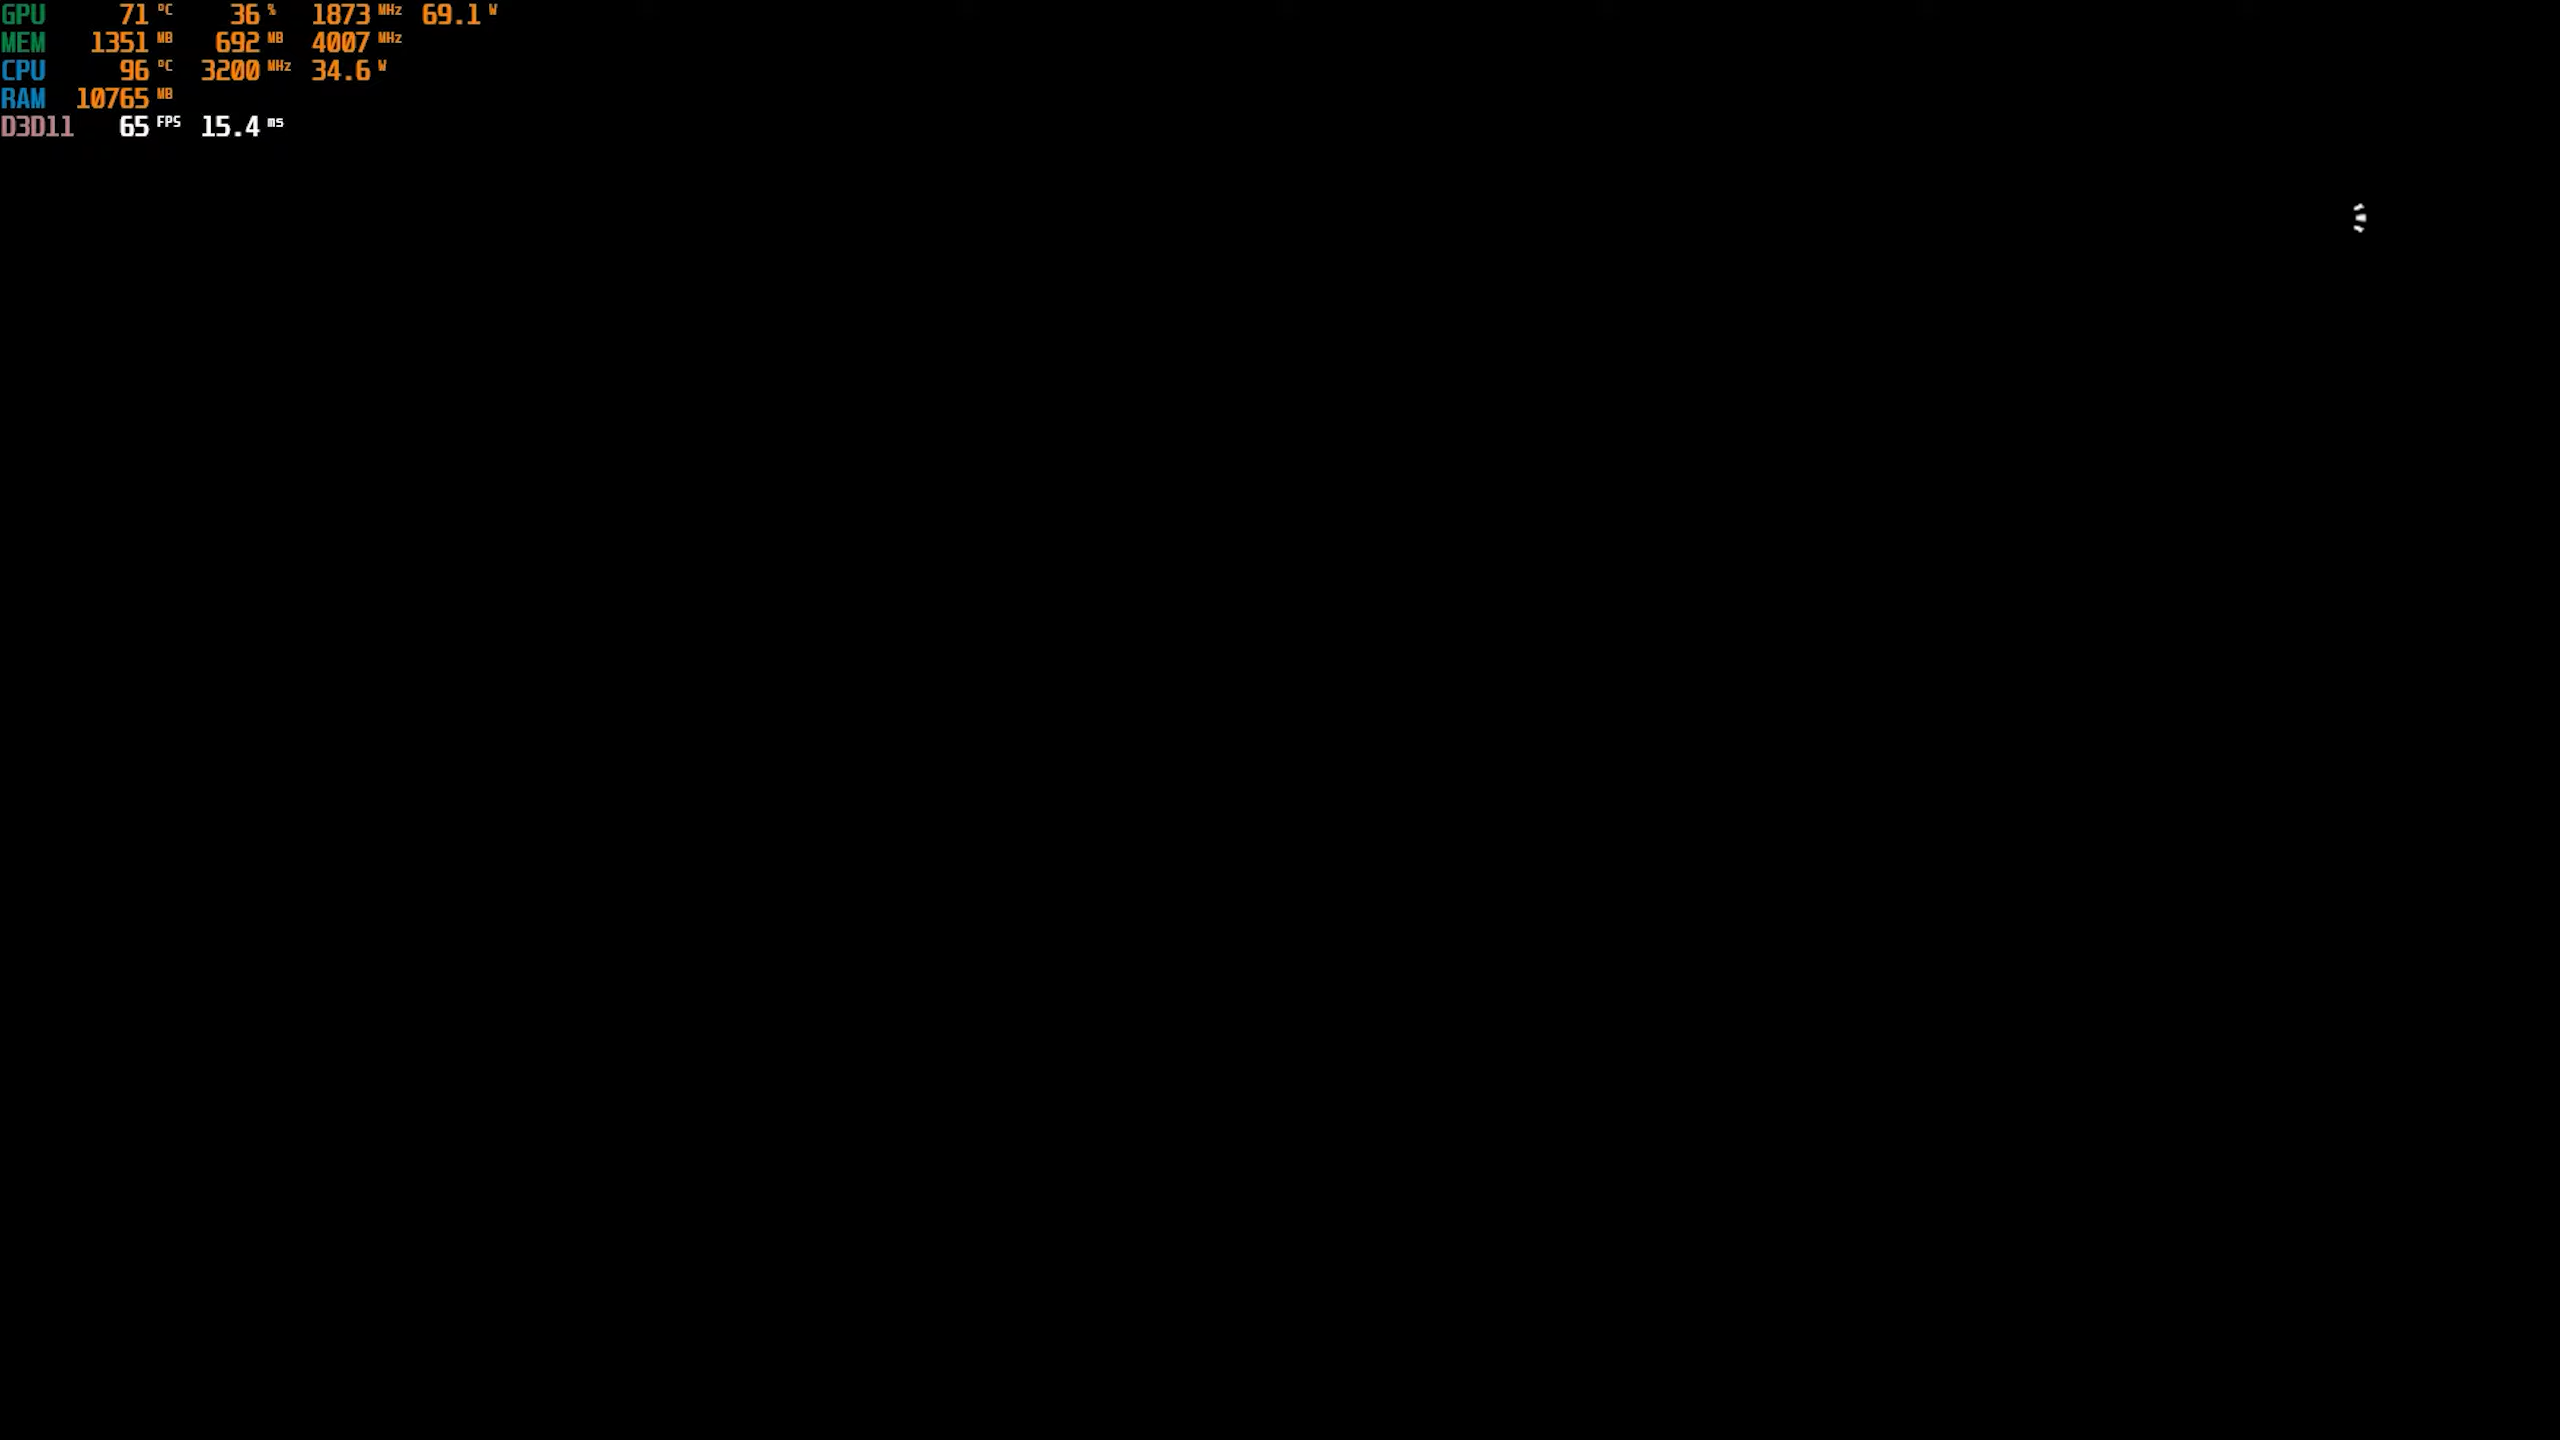 GPU 71 °C 36 % 1873 MHz 69.1 W
MEM 1351 MB 692 MB 4007 MHz
CPU 96 °C 3200 MHz 34.6 W
RAM 10765 MB
D3D11 65 FPS 15.4 ms